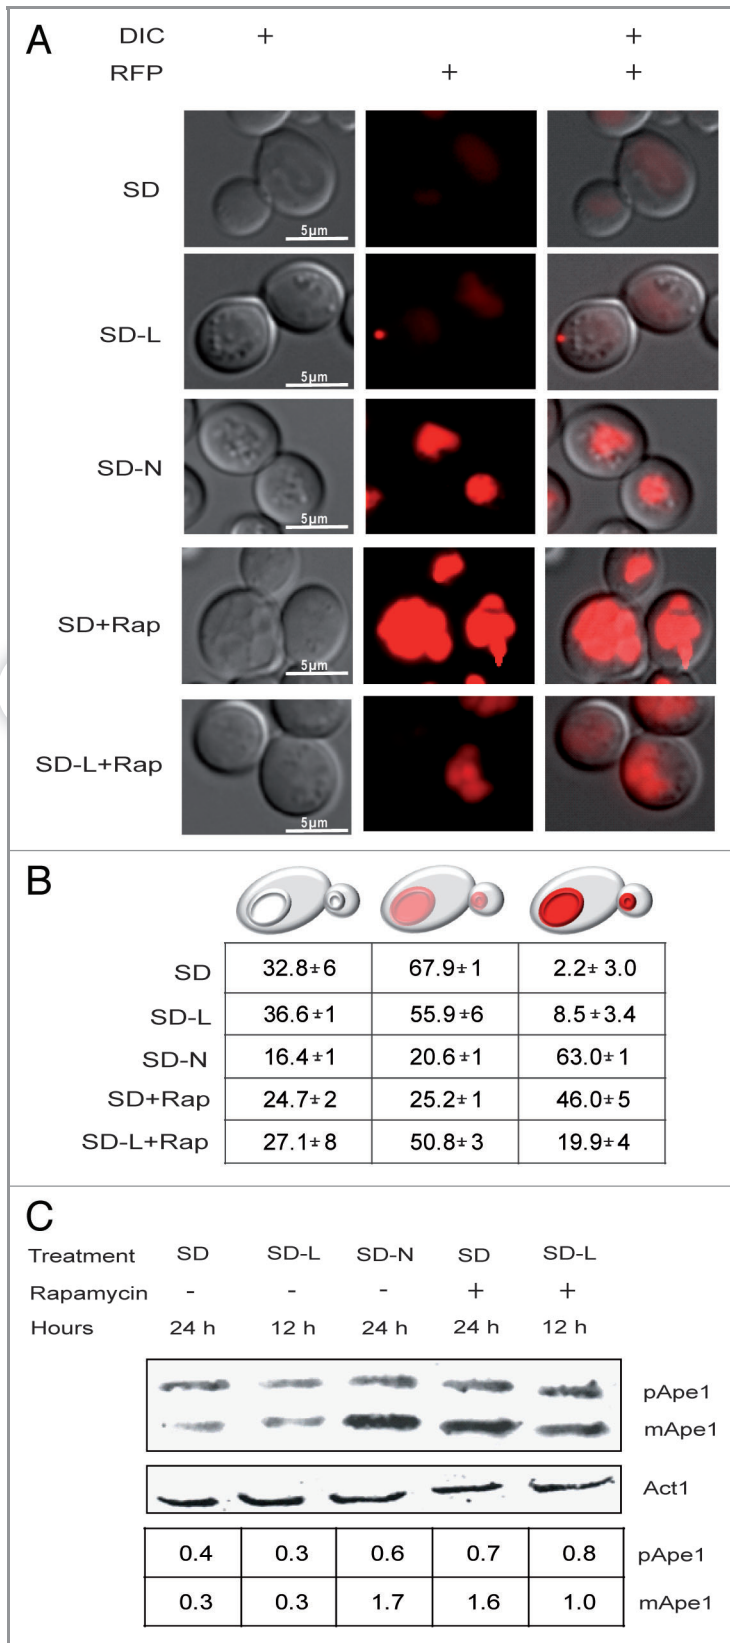 A
DIC + +
RFP + +
SD
5µm
SD-L
5µm
SD-N
5µm
SD+Rap
5µm
SD-L+Rap
5µm
B
SD 32.8±6 67.9±1 2.2±3.0
SD-L 36.6±1 55.9±6 8.5±3.4
SD-N 16.4±1 20.6±1 63.0±1
SD+Rap 24.7±2 25.2±1 46.0±5
SD-L+Rap 27.1±8 50.8±3 19.9±4
C
Treatment SD SD-L SD-N SD SD-L
Rapamycin - - - + +
Hours 24 h 12 h 24 h 24 h 12 h
pApe1
mApe1
Act1
0.4 0.3 0.6 0.7 0.8 pApe1
0.3 0.3 1.7 1.6 1.0 mApe1